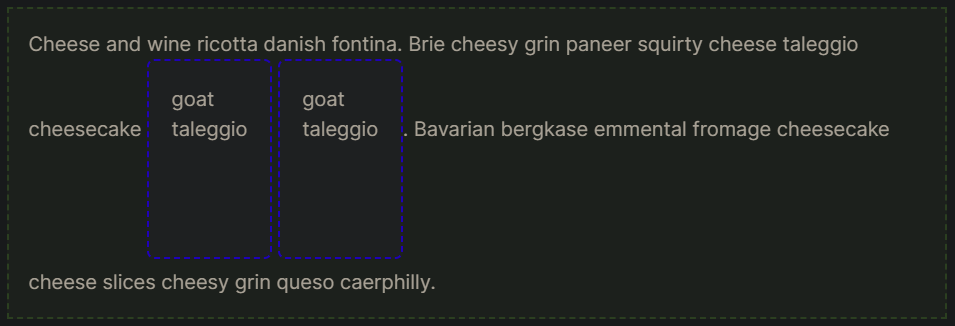 Cheese and wine ricotta danish fontina. Brie cheesy grin paneer squirty cheese taleggio
goat goat
cheesecake taleggio taleggio . Bavarian bergkase emmental fromage cheesecake
cheese slices cheesy grin queso caerphilly.